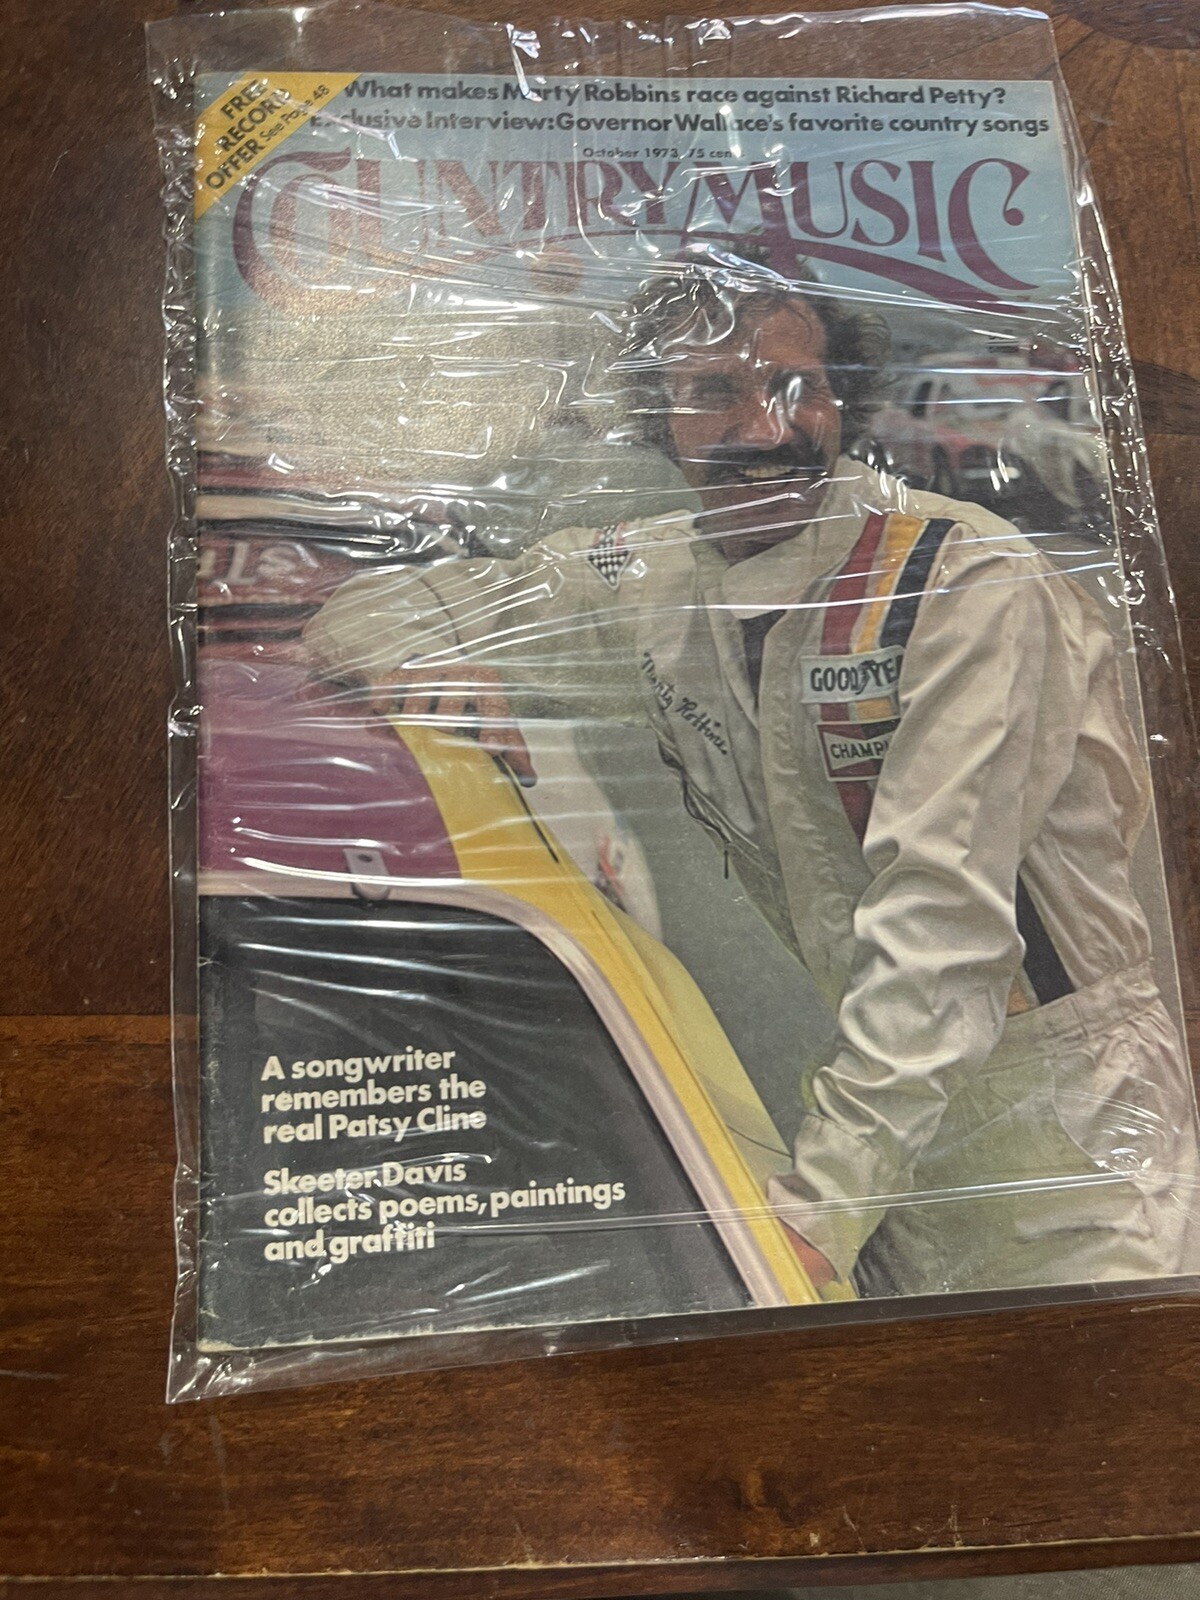 FREE
RECORD
OFFER See Page 48
What makes Marty Robbins race against Richard Petty?
Exclusive Interview:Governor Wallace's favorite country songs
October 1973 75 cents
COUNTRY MUSIC
Marty Robbins
GOODYEA
CHAMPI
A songwriter
remembers the
real Patsy Cline
Skeeter Davis
collects poems, paintings
and graffiti